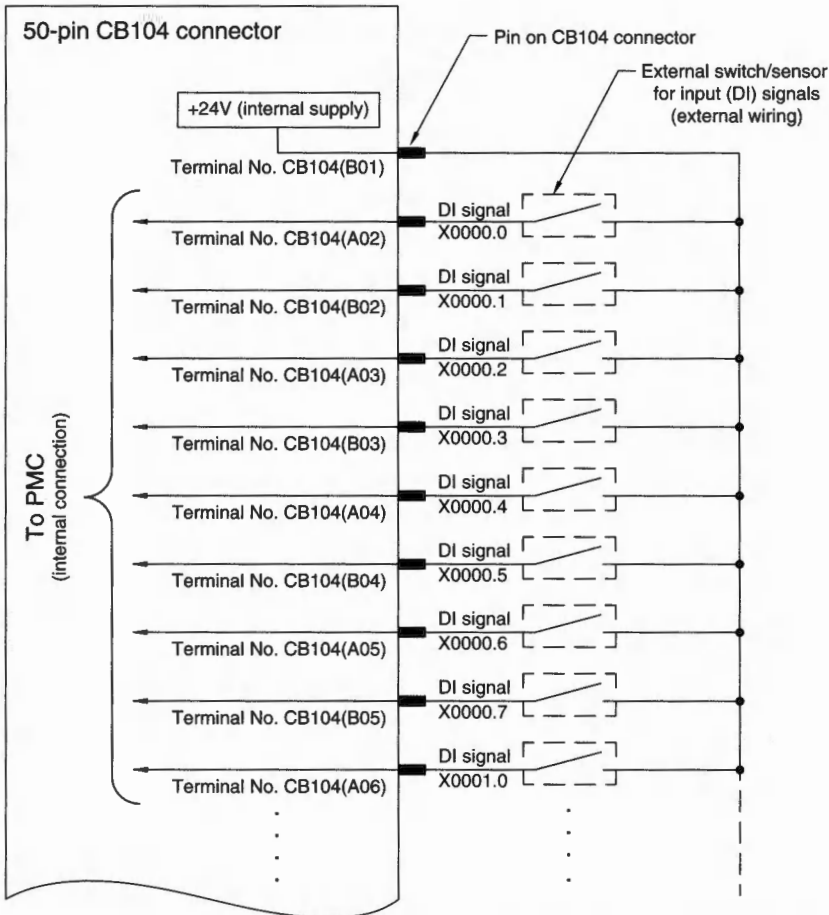 50-pin CB104 connector
Pin on CB104 connector
External switch/sensor
for input (DI) signals
(external wiring)
+24V (internal supply)
Terminal No. CB104(B01)
DI signal
X0000.0
Terminal No. CB104(A02)
DI signal
X0000.1
Terminal No. CB104(B02)
DI signal
X0000.2
Terminal No. CB104(A03)
DI signal
X0000.3
Terminal No. CB104(B03)
DI signal
X0000.4
Terminal No. CB104(A04)
DI signal
X0000.5
Terminal No. CB104(B04)
DI signal
X0000.6
Terminal No. CB104(A05)
DI signal
X0000.7
Terminal No. CB104(B05)
DI signal
X0001.0
Terminal No. CB104(A06)
To PMC
(internal connection)